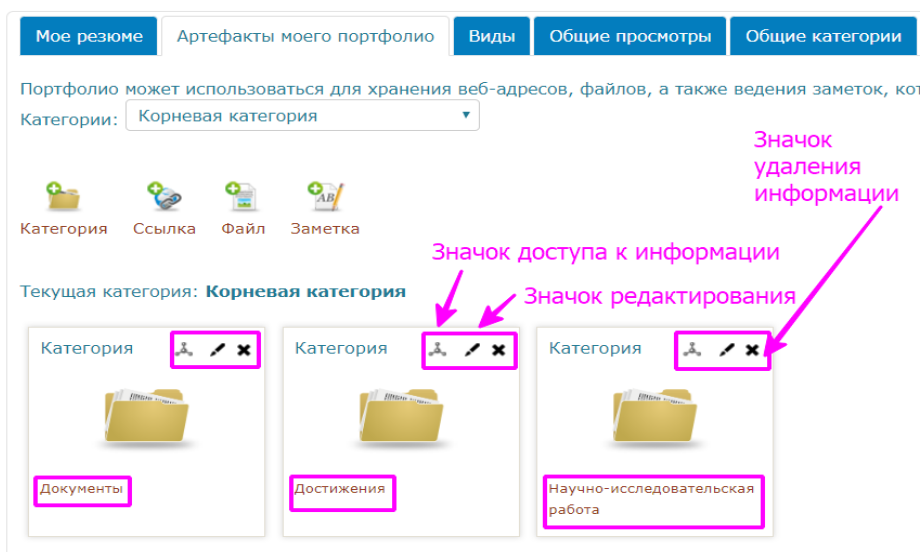 Мое резюме Артефакты моего портфолио Виды Общие просмотры Общие категории
Портфолио может использоваться для хранения веб-адресов, файлов, а также ведения заметок,
Категории: Корневая категория
Значок
удаления
информации
Категория Ссылка Файл Заметка
Значок доступа к информации
Текущая категория: Корневая категория
Значок редактирования
Категория Категория Категория
Документы Достижения Научно-исследовательская
работа